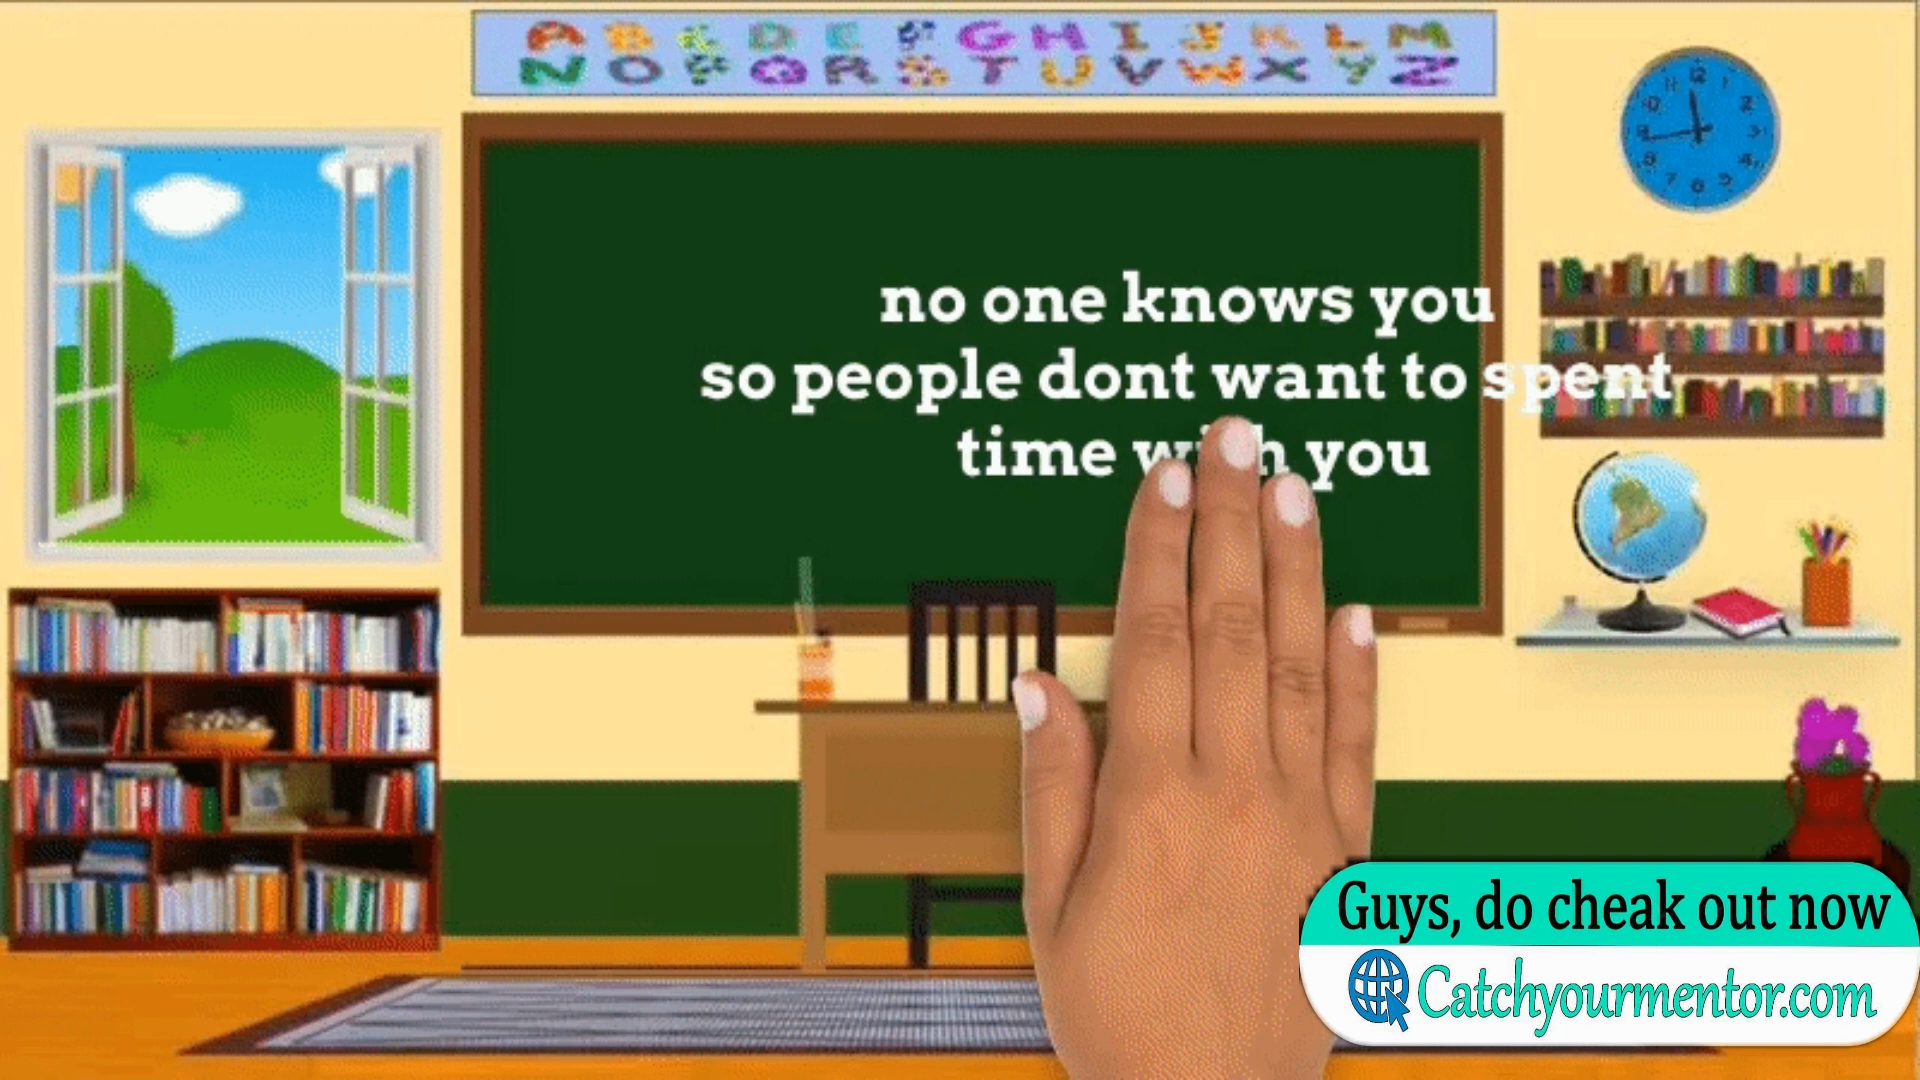 A B C D E F G H I J K L M
N O P Q R S T U V W X Y Z
no one knows you
so people dont want to spent
time with you
Guys, do cheak out now
Catchyourmentor.com